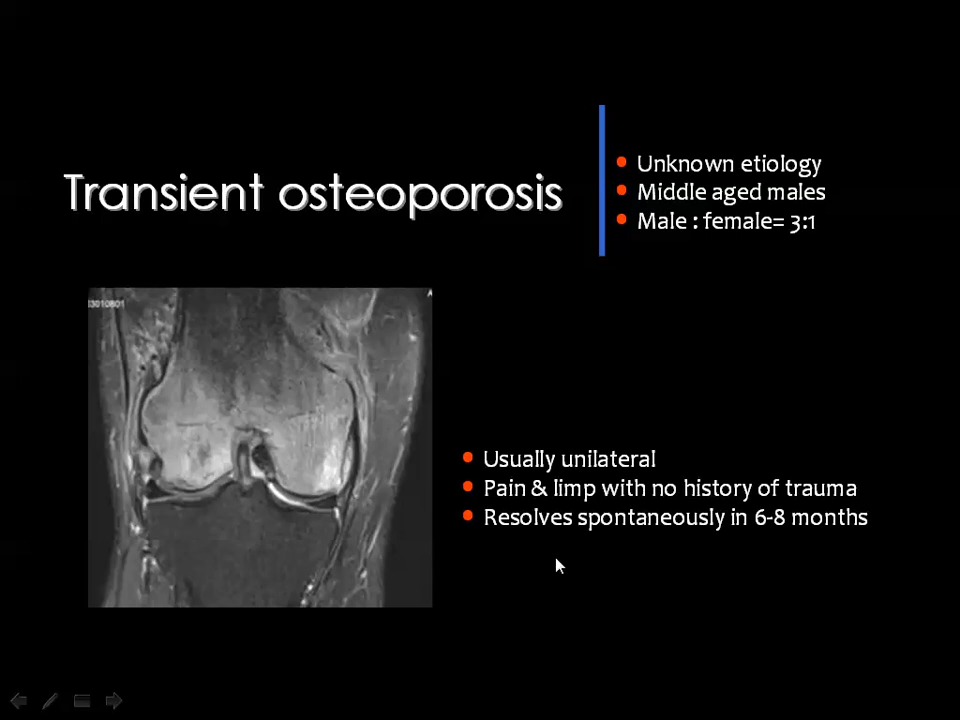 Transient osteoporosis
• Unknown etiology
• Middle aged males
• Male : female= 3:1
• Usually unilateral
• Pain & limp with no history of trauma
• Resolves spontaneously in 6-8 months